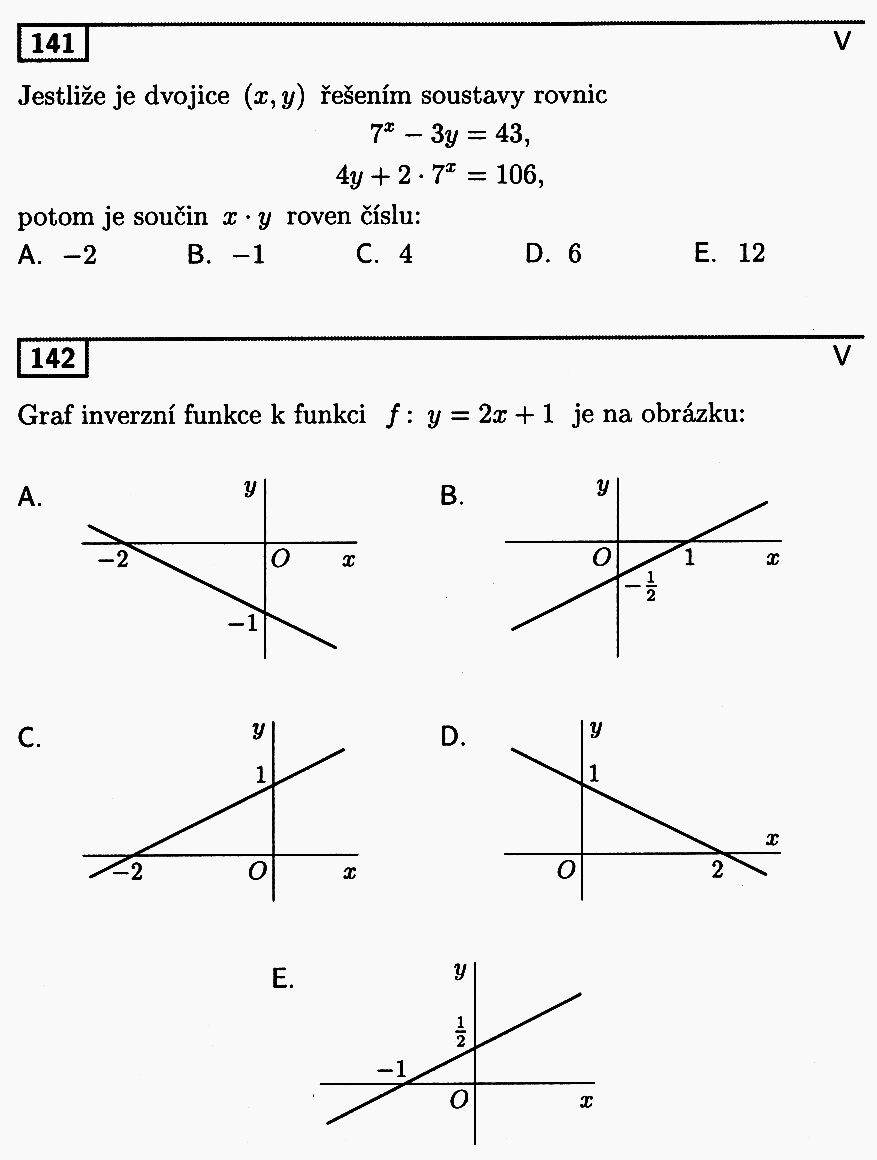 141 V
Jestliže je dvojice (x, y) řešením soustavy rovnic
7ˣ − 3y = 43,
4y + 2 · 7ˣ = 106,
potom je součin x · y roven číslu:
A. −2 B. −1 C. 4 D. 6 E. 12
142 V
Graf inverzní funkce k funkci f : y = 2x + 1 je na obrázku:
A. y −2 O x −1
B. y O 1 x −1/2
C. y 1 −2 O x
D. y 1 x O 2
E. y 1/2 −1 O x